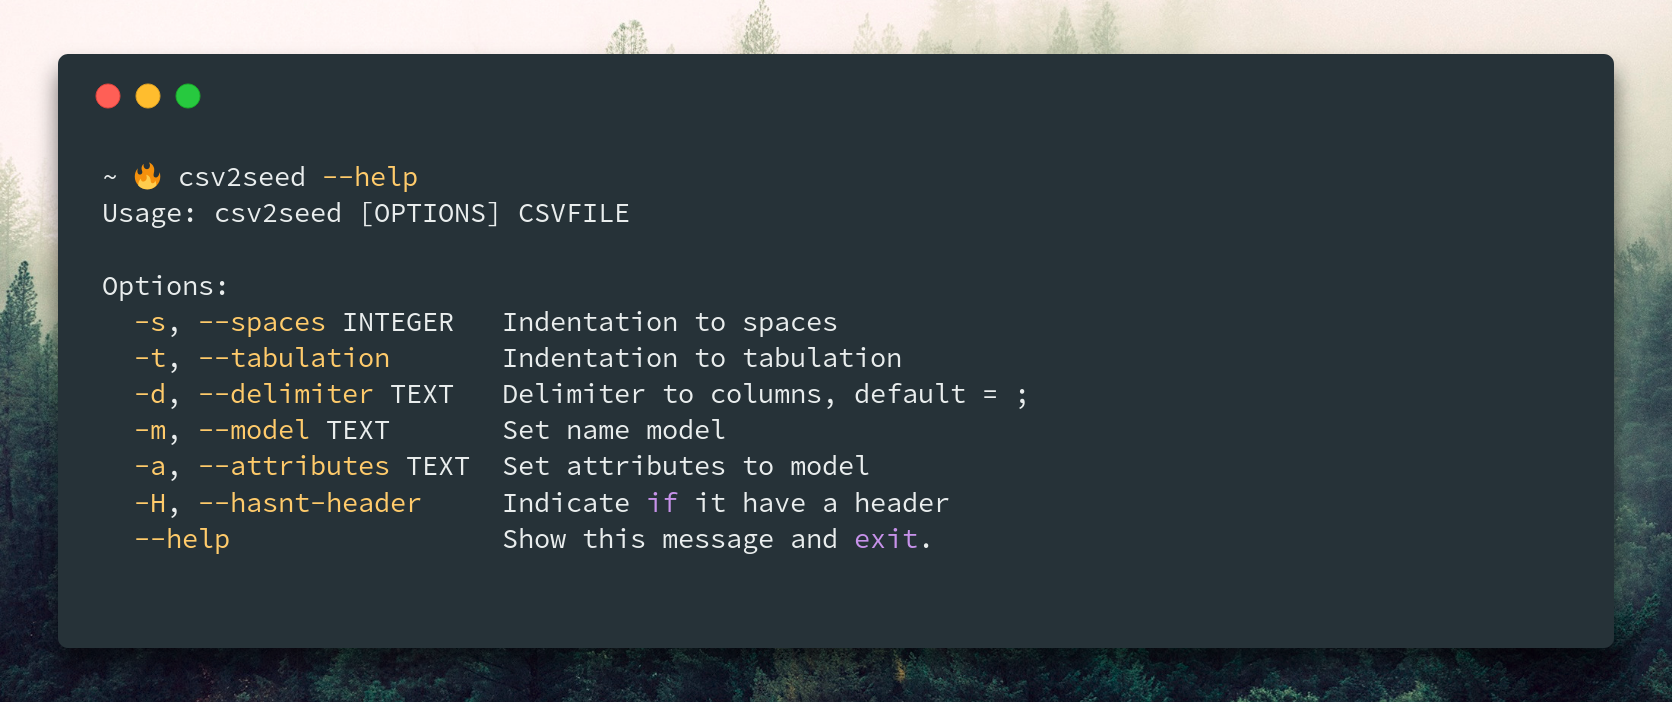 ~ 🔥 csv2seed --help
Usage: csv2seed [OPTIONS] CSVFILE
Options:
-s, --spaces INTEGER Indentation to spaces
-t, --tabulation Indentation to tabulation
-d, --delimiter TEXT Delimiter to columns, default = ;
-m, --model TEXT Set name model
-a, --attributes TEXT Set attributes to model
-H, --hasnt-header Indicate if it have a header
--help Show this message and exit.